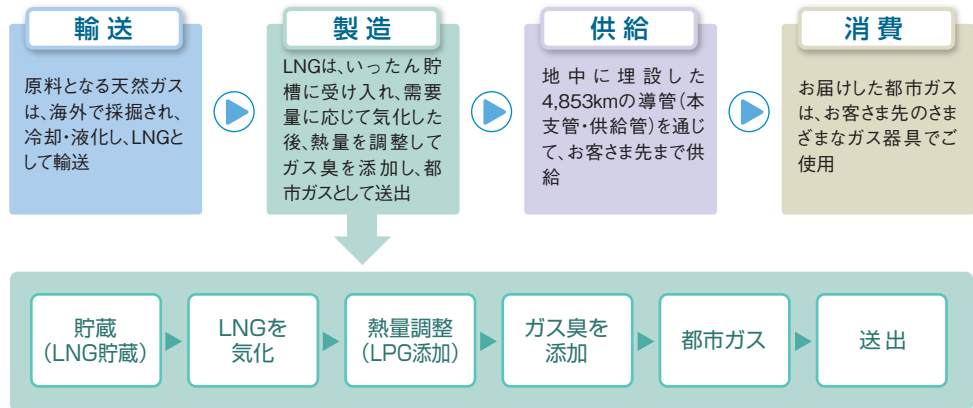 輸送
原料となる天然ガス
は、海外で採掘され、
冷却・液化し、LNGと
して輸送
製造
LNGは、いったん貯
槽に受け入れ、需要
量に応じて気化した
後、熱量を調整して
ガス臭を添加し、都
市ガスとして送出
供給
地中に埋設した
4,853kmの導管(本
支管・供給管)を通じ
て、お客さま先まで供
給
消費
お届けした都市ガス
は、お客さま先のさま
ざまなガス器具でご
使用
貯蔵
(LNG貯蔵)
LNGを
気化
熱量調整
(LPG添加)
ガス臭を
添加
都市ガス
送出